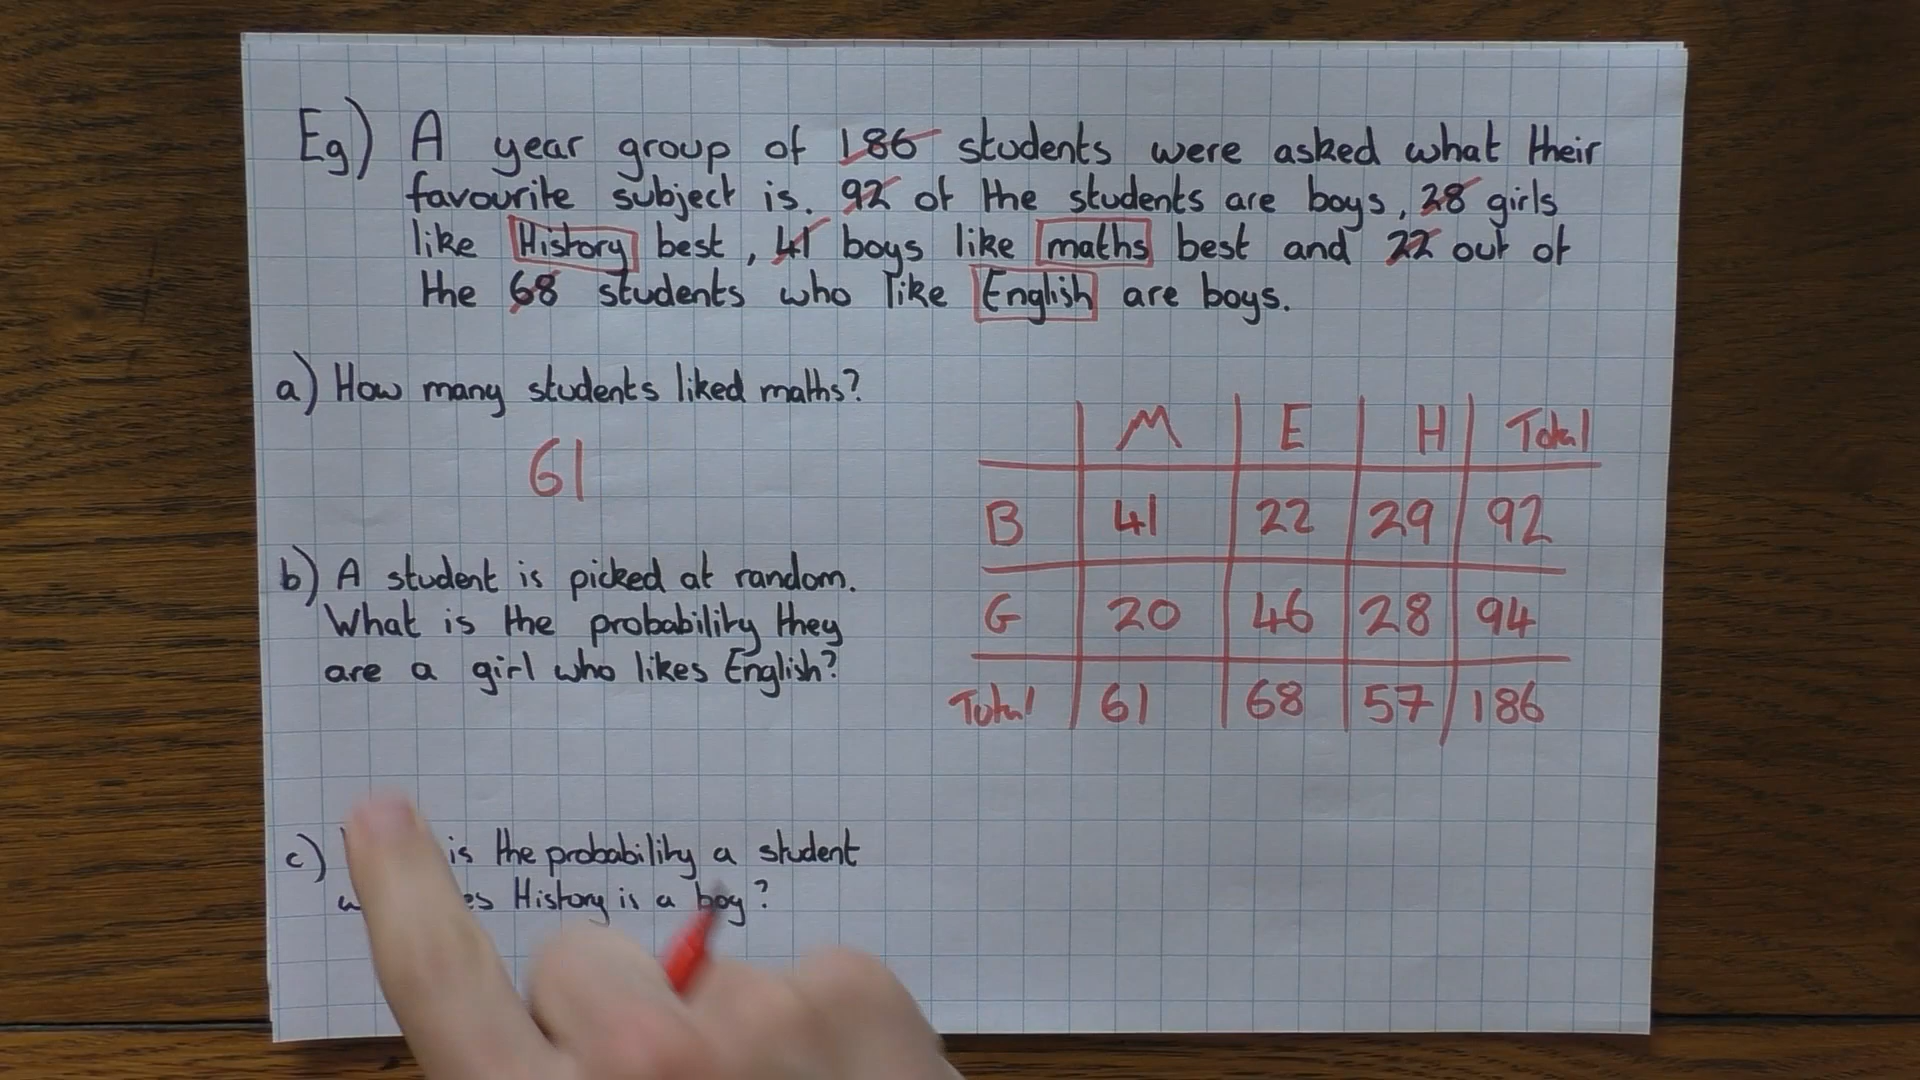 Eg) A year group of 186 students were asked what their
favourite subject is. 92 of the students are boys, 28 girls
like History best, 41 boys like maths best and 22 out of
the 68 students who like English are boys.
a) How many students liked maths?
61
b) A student is picked at random.
What is the probability they
are a girl who likes English?
c) is the probability a student
History is a boy?
M E H Total
B 41 22 29 92
G 20 46 28 94
Total 61 68 57 186